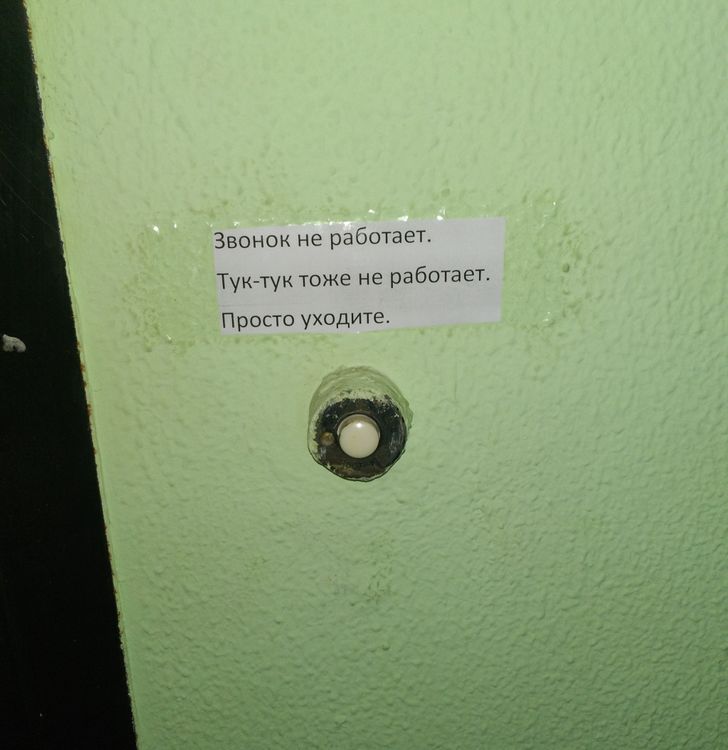 Звонок не работает.
Тук-тук тоже не работает.
Просто уходите.